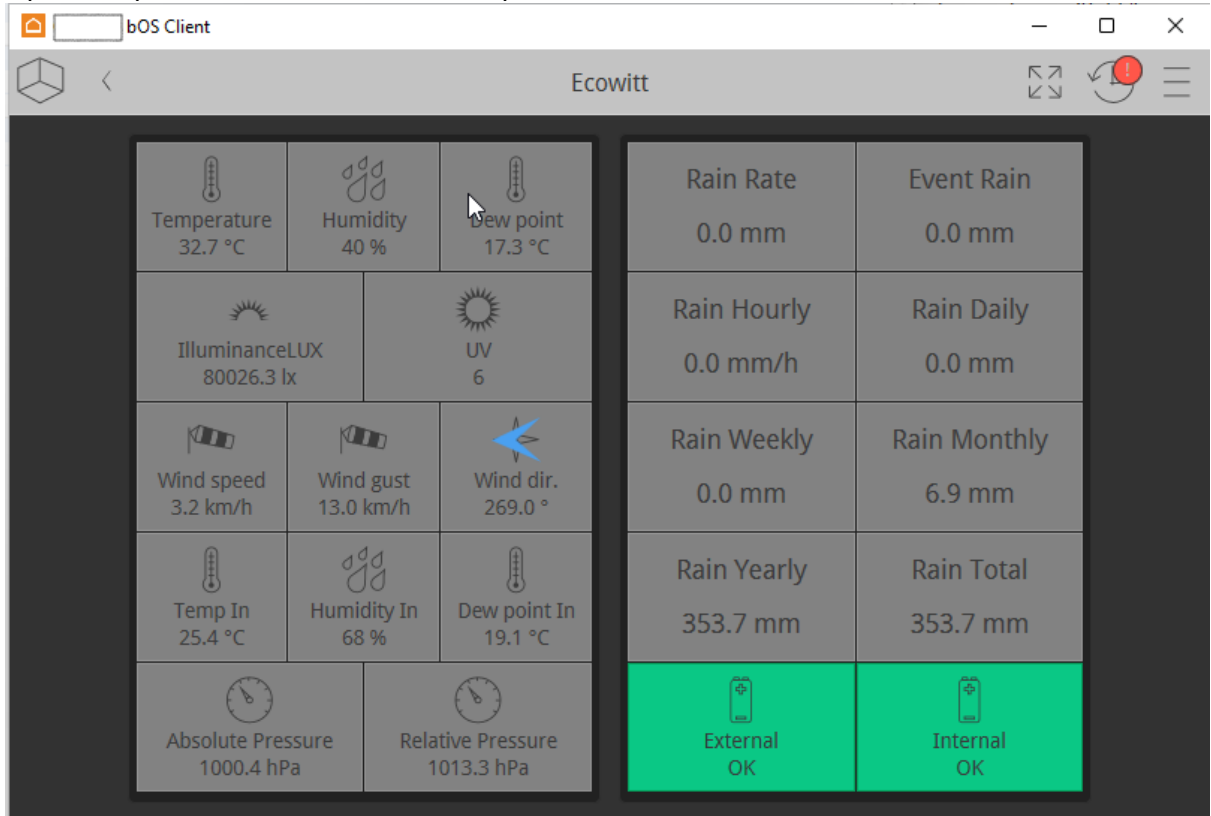 bOS Client
Ecowitt
!
Temperature
32.7 °C
Humidity
40 %
Dew point
17.3 °C
IlluminanceLUX
80026.3 lx
UV
6
Wind speed
3.2 km/h
Wind gust
13.0 km/h
Wind dir.
269.0 °
Temp In
25.4 °C
Humidity In
68 %
Dew point In
19.1 °C
Absolute Pressure
1000.4 hPa
Relative Pressure
1013.3 hPa
Rain Rate
0.0 mm
Event Rain
0.0 mm
Rain Hourly
0.0 mm/h
Rain Daily
0.0 mm
Rain Weekly
0.0 mm
Rain Monthly
6.9 mm
Rain Yearly
353.7 mm
Rain Total
353.7 mm
External
OK
Internal
OK